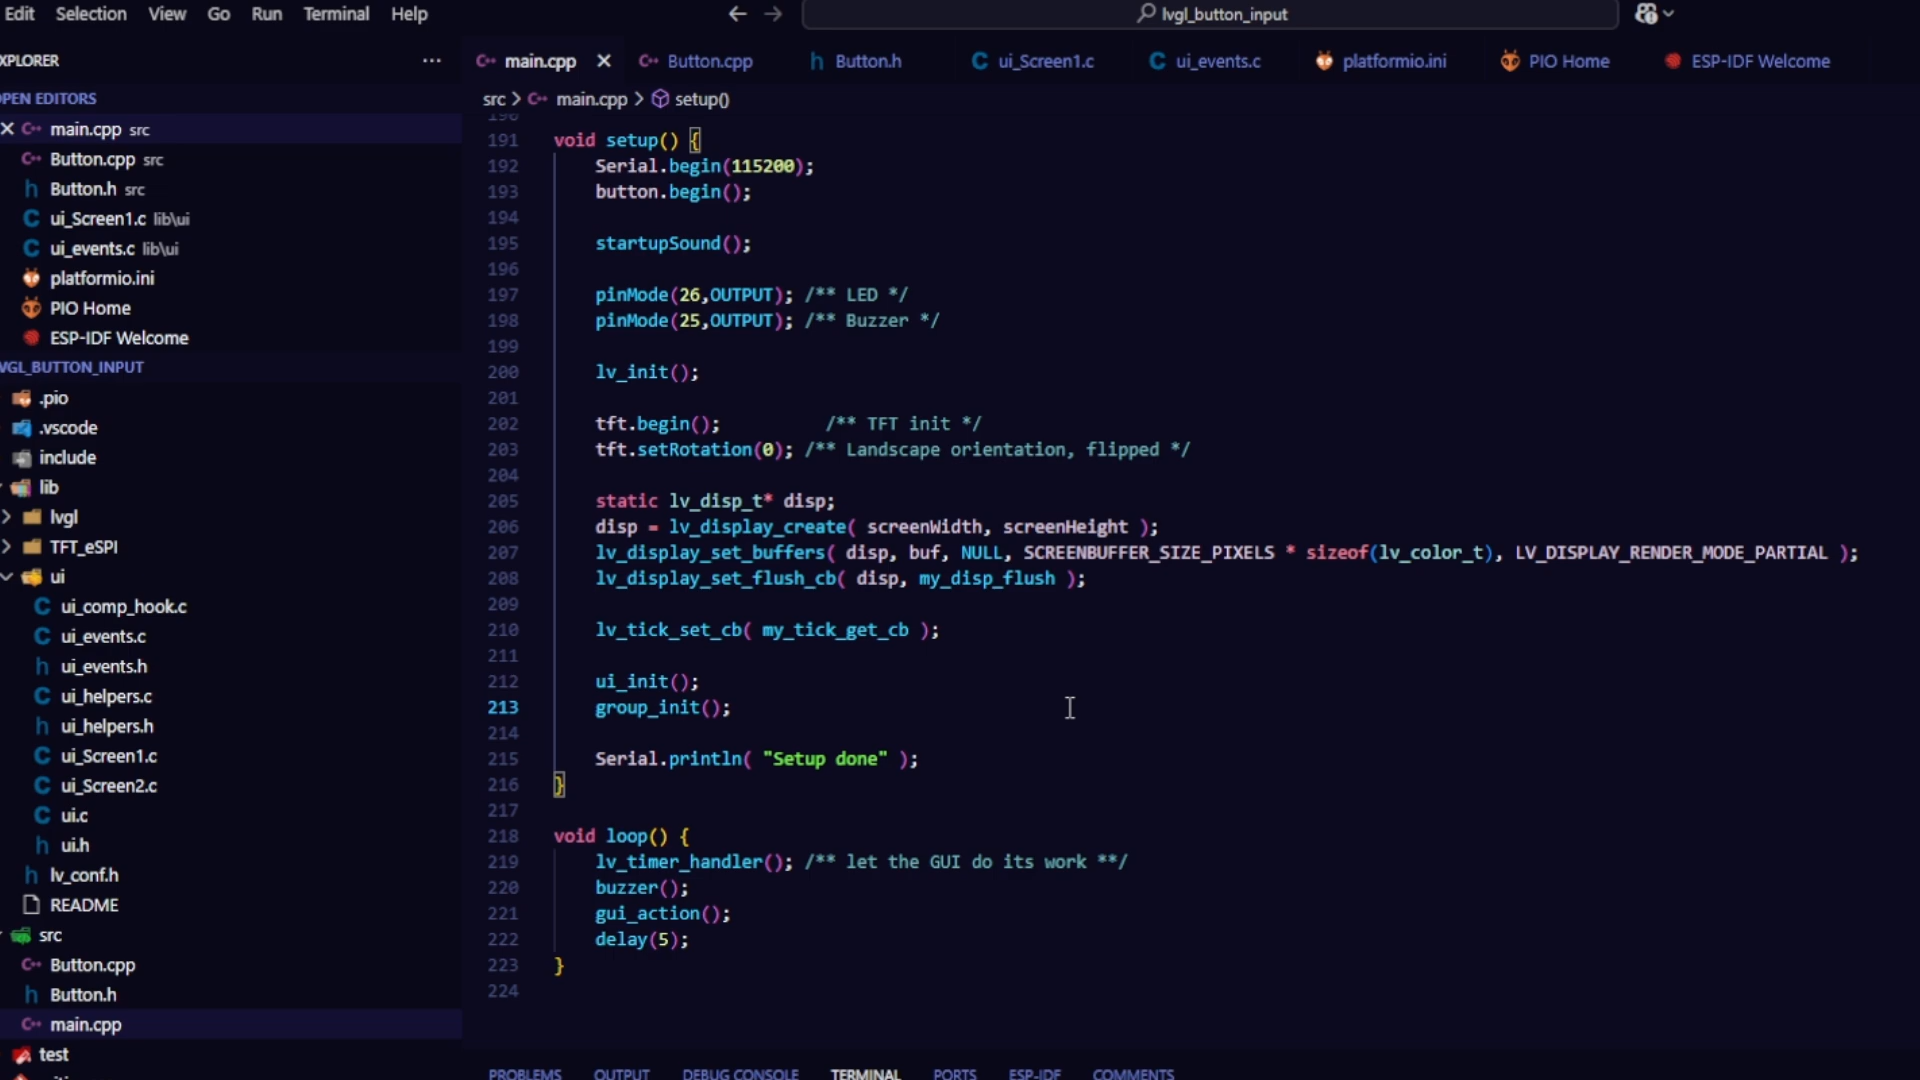 Edit Selection View Go Run Terminal Help
lvgl_button_input
XPLORER
main.cpp
Button.cpp
Button.h
ui_Screen1.c
ui_events.c
platformio.ini
PIO Home
ESP-IDF Welcome
PEN EDITORS
main.cpp src
Button.cpp src
Button.h src
ui_Screen1.c lib\ui
ui_events.c lib\ui
platformio.ini
PIO Home
ESP-IDF Welcome
VGL_BUTTON_INPUT
.pio
.vscode
include
lib
lvgl
TFT_eSPI
ui
ui_comp_hook.c
ui_events.c
ui_events.h
ui_helpers.c
ui_helpers.h
ui_Screen1.c
ui_Screen2.c
ui.c
ui.h
lv_conf.h
README
src
Button.cpp
Button.h
main.cpp
test
src > main.cpp > setup()
190
191 void setup() {
192 Serial.begin(115200);
193 button.begin();
194
195 startupSound();
196
197 pinMode(26,OUTPUT); /** LED */
198 pinMode(25,OUTPUT); /** Buzzer */
199
200 lv_init();
201
202 tft.begin(); /** TFT init */
203 tft.setRotation(0); /** Landscape orientation, flipped */
204
205 static lv_disp_t* disp;
206 disp = lv_display_create( screenWidth, screenHeight );
207 lv_display_set_buffers( disp, buf, NULL, SCREENBUFFER_SIZE_PIXELS * sizeof(lv_color_t), LV_DISPLAY_RENDER_MODE_PARTIAL );
208 lv_display_set_flush_cb( disp, my_disp_flush );
209
210 lv_tick_set_cb( my_tick_get_cb );
211
212 ui_init();
213 group_init();
214
215 Serial.println( "Setup done" );
216 }
217
218 void loop() {
219 lv_timer_handler(); /** let the GUI do its work **/
220 buzzer();
221 gui_action();
222 delay(5);
223 }
224
PROBLEMS OUTPUT DEBUG CONSOLE TERMINAL PORTS ESP-IDF COMMENTS